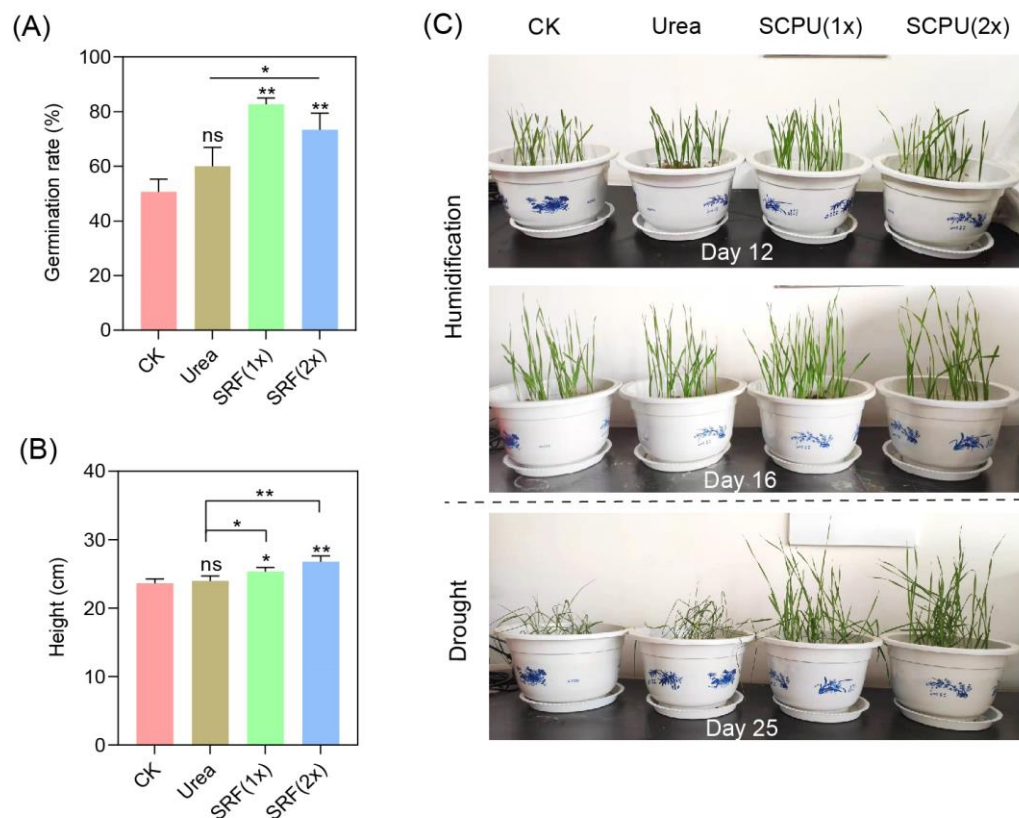 (A)
Germination rate (%)
100
80
60
40
20
0
*
ns
**
**
CK
Urea
SRF(1x)
SRF(2x)
(B)
Height (cm)
40
30
20
10
0
**
*
ns
*
**
CK
Urea
SRF(1x)
SRF(2x)
(C)
CK Urea SCPU(1x) SCPU(2x)
Humidification
Day 12
Day 16
Drought
Day 25